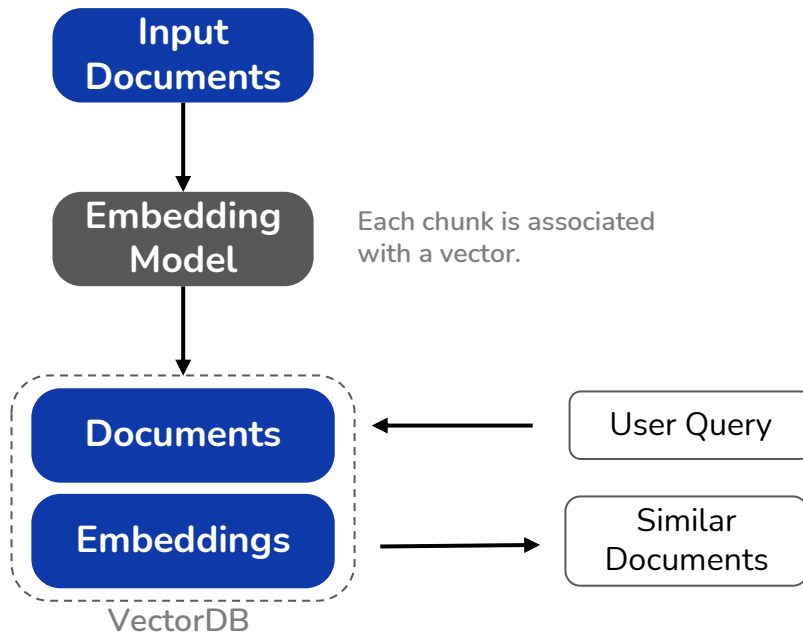 Input
Documents
Embedding
Model
Each chunk is associated
with a vector.
Documents
User Query
Embeddings
Similar
Documents
VectorDB